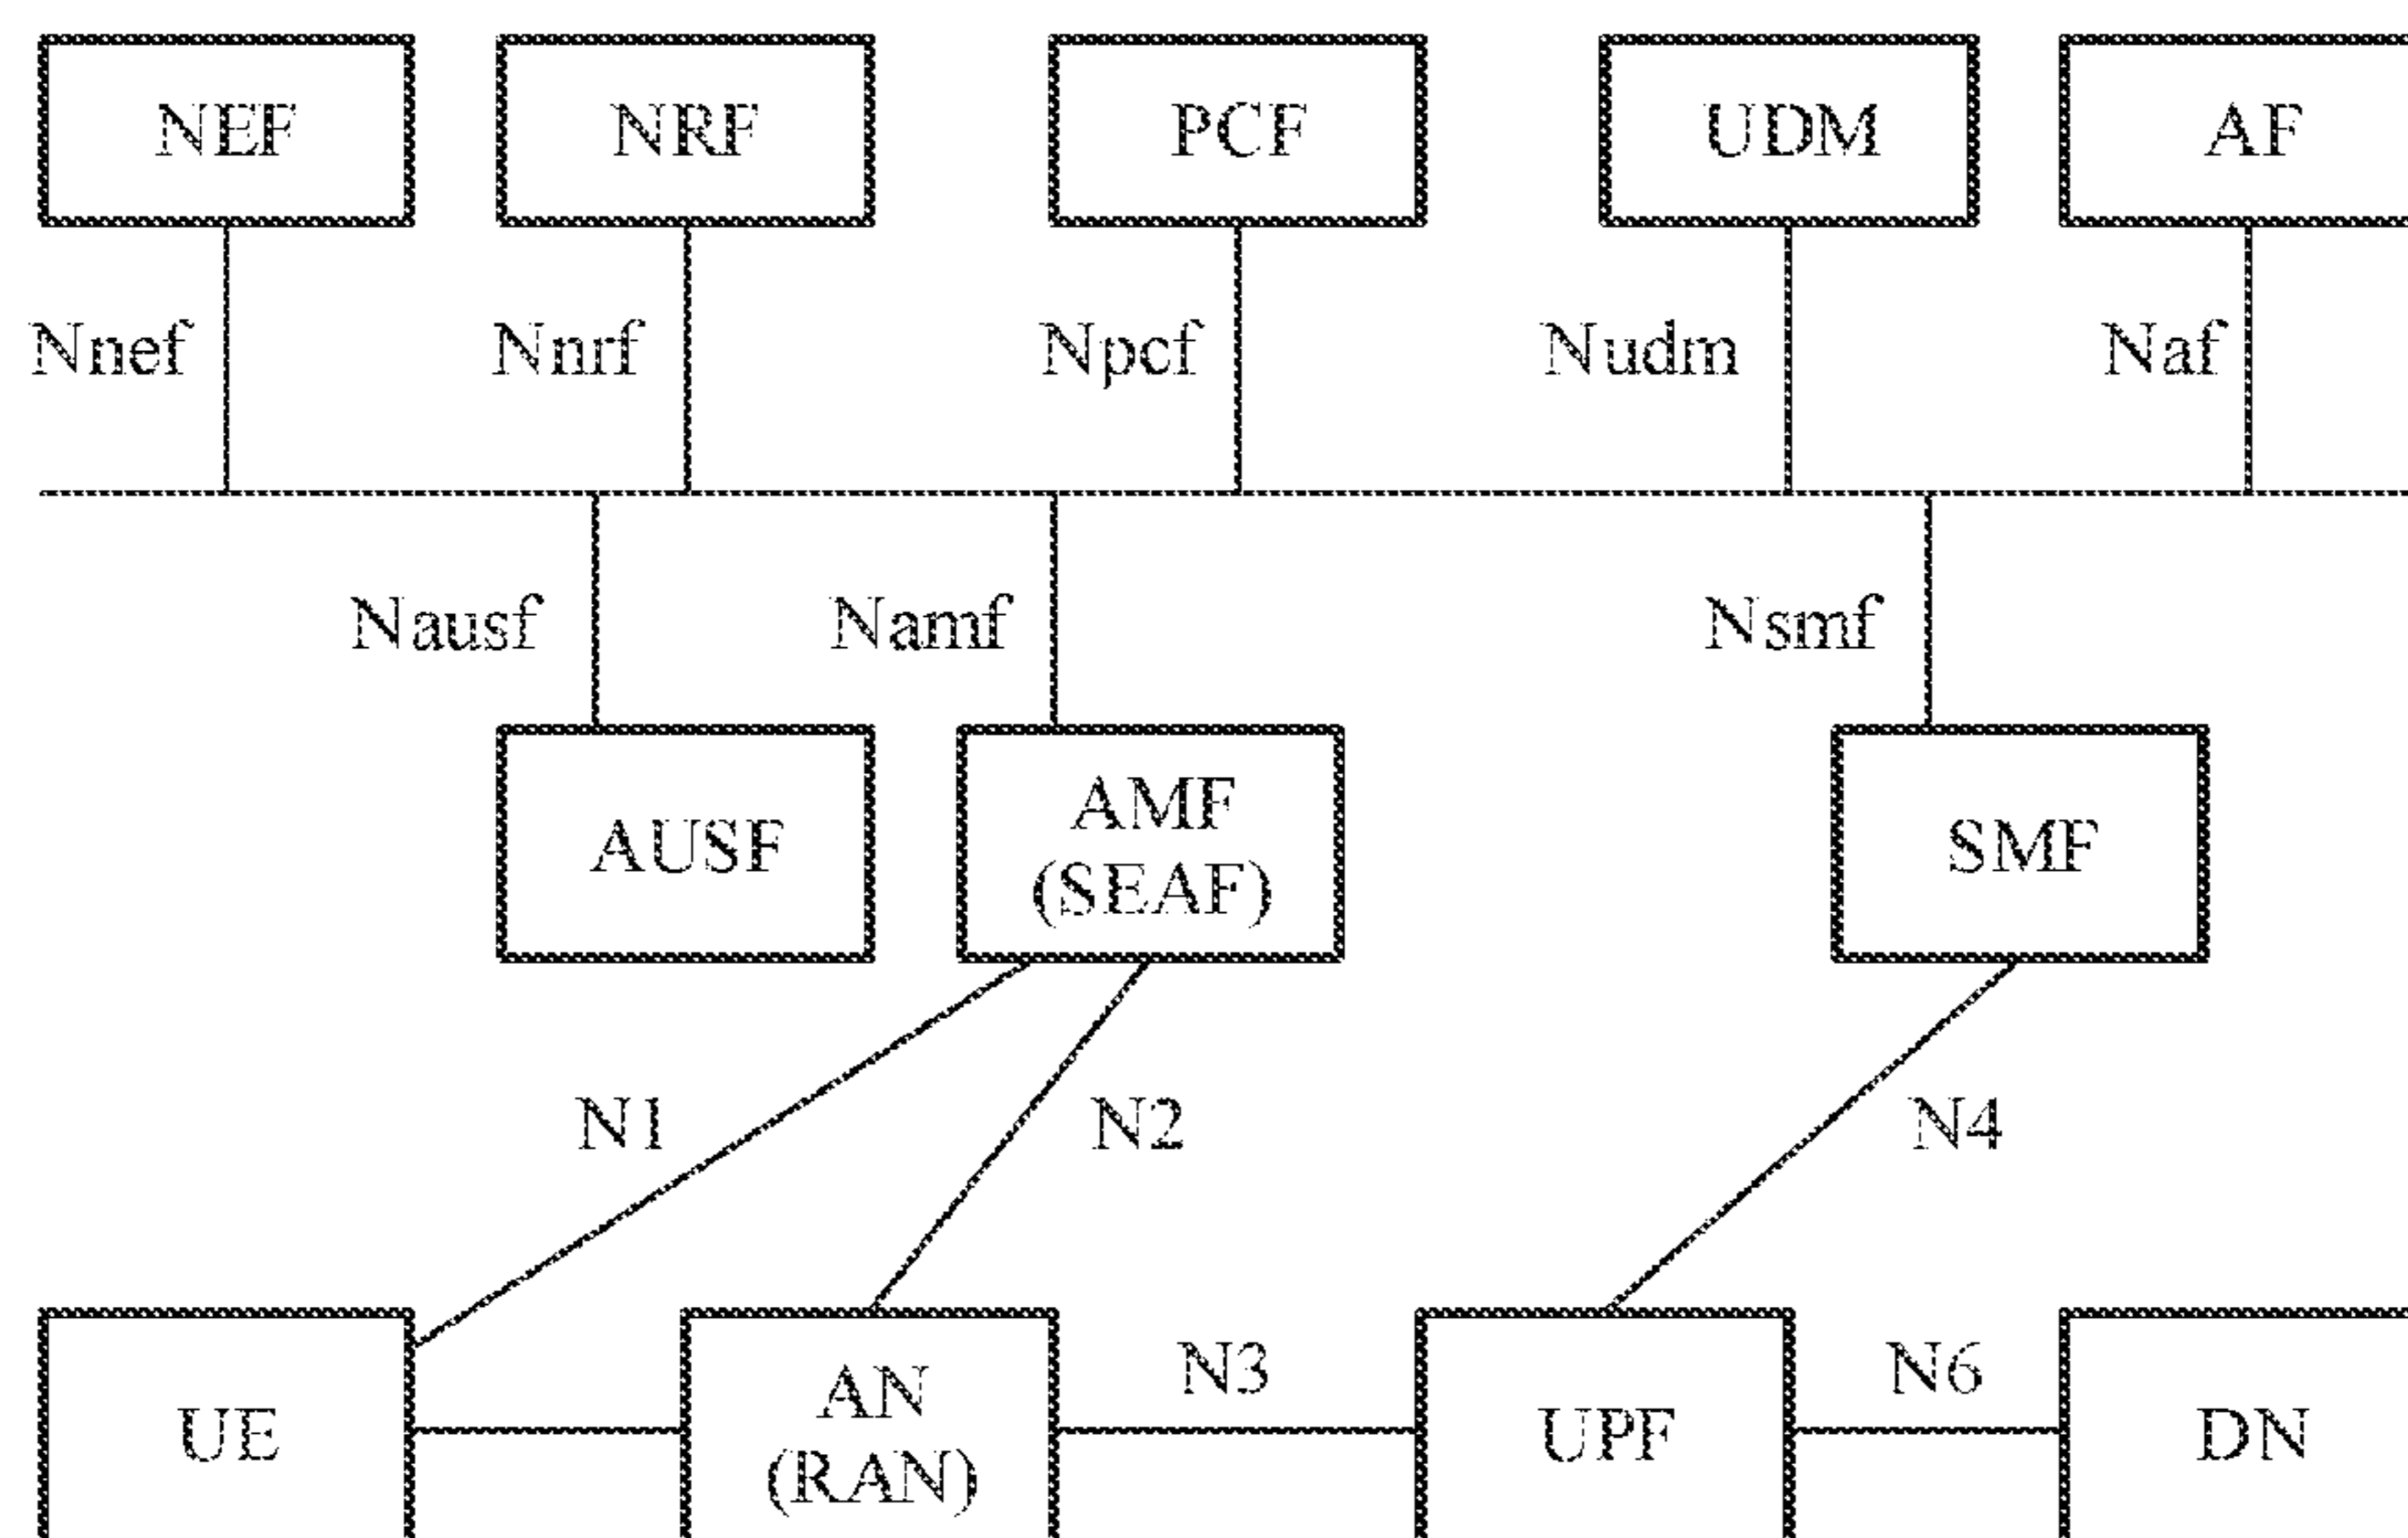 NEF
NRF
PCF
UDM
AF
Nnef
Nnrf
Npcf
Nudm
Naf
Nausf
Namf
Nsmf
AUSF
AMF
(SEAF)
SMF
N1
N2
N4
UE
AN
(RAN)
N3
UPF
N6
DN